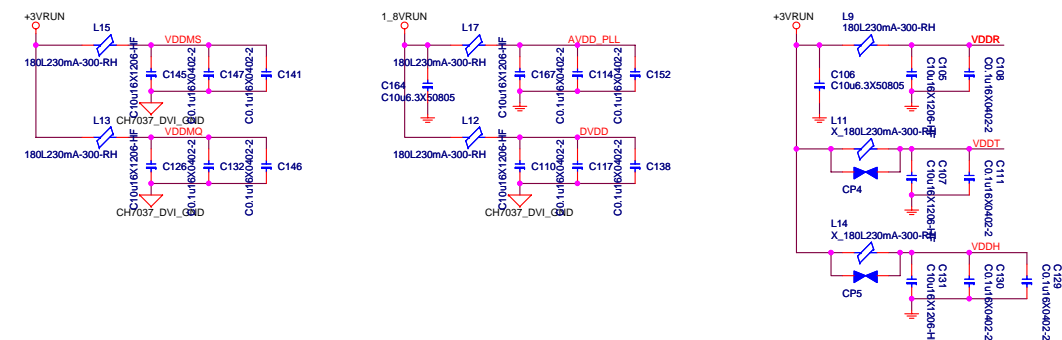 +3VRUN
L15
180L230mA-300-RH
VDDMS
C10u16X1206-HF
C145
C0.1u16X0402-2
C147
C0.1u16X0402-2
C141
CH7037_DVI_GND
L13
180L230mA-300-RH
VDDMQ
C10u16X1206-HF
C126
C0.1u16X0402-2
C132
C0.1u16X0402-2
C146
CH7037_DVI_GND
1_8VRUN
L17
180L230mA-300-RH
AVDD_PLL
C164
C10u6.3X50805
C10u16X1206-HF
C167
C0.1u16X0402-2
C114
C0.1u16X0402-2
C152
L12
180L230mA-300-RH
DVDD
C10u16X1206-HF
C110
C0.1u16X0402-2
C117
C0.1u16X0402-2
C138
CH7037_DVI_GND
+3VRUN
L9
180L230mA-300-RH
VDDR
C106
C10u6.3X50805
C105
C10u16X1206-HF
C108
C0.1u16X0402-2
L11
X_180L230mA-300-RH
VDDT
CP4
C107
C10u16X1206-HF
C111
C0.1u16X0402-2
L14
X_180L230mA-300-RH
VDDH
CP5
C131
C10u16X1206-H
C130
C0.1u16X0402-2
C129
C0.1u16X0402-2